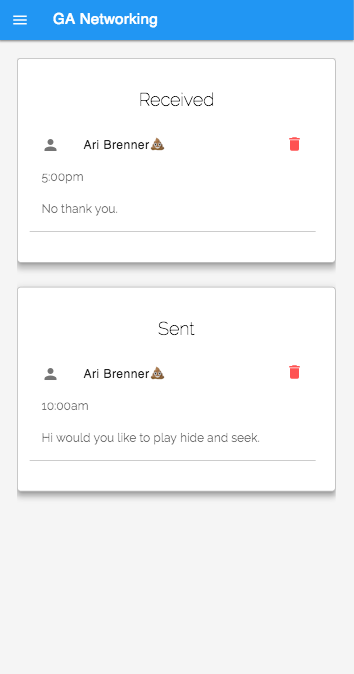 GA Networking
Received
Ari Brenner💩
5:00pm
No thank you.
Sent
Ari Brenner💩
10:00am
Hi would you like to play hide and seek.